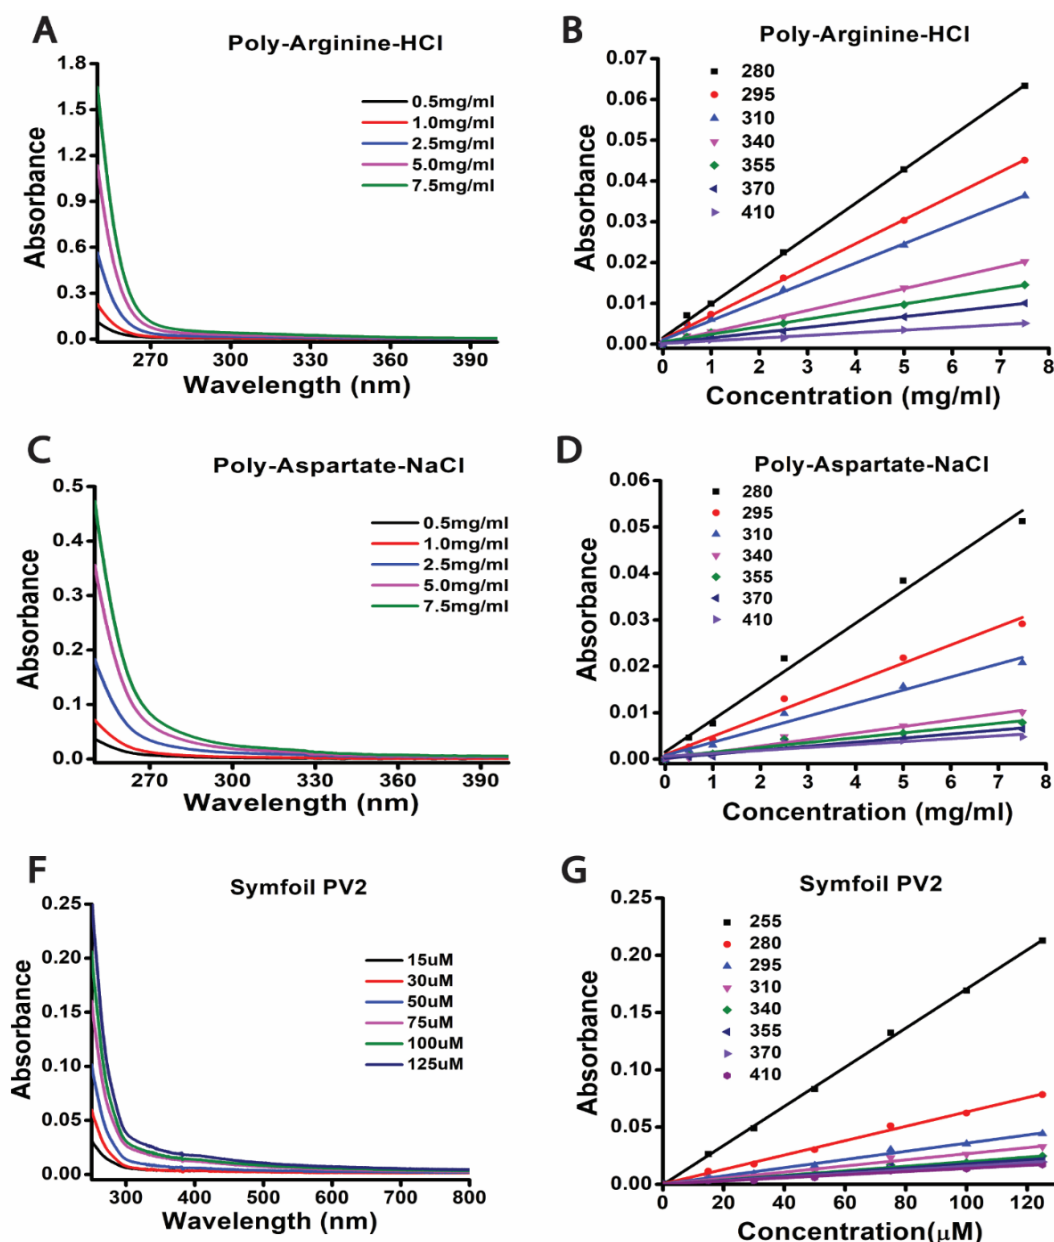 A
Poly-Arginine-HCl
1.8
1.5
1.2
0.9
0.6
0.3
0.0
Absorbance
0.5mg/ml
1.0mg/ml
2.5mg/ml
5.0mg/ml
7.5mg/ml
270
300
330
360
390
Wavelength (nm)
B
Poly-Arginine-HCl
0.07
0.06
0.05
0.04
0.03
0.02
0.01
0.00
Absorbance
280
295
310
340
355
370
410
0
1
2
3
4
5
6
7
8
Concentration (mg/ml)
C
Poly-Aspartate-NaCl
0.5
0.4
0.3
0.2
0.1
0.0
Absorbance
0.5mg/ml
1.0mg/ml
2.5mg/ml
5.0mg/ml
7.5mg/ml
270
300
330
360
390
Wavelength (nm)
D
Poly-Aspartate-NaCl
0.06
0.05
0.04
0.03
0.02
0.01
0.00
Absorbance
280
295
310
340
355
370
410
0
1
2
3
4
5
6
7
8
Concentration (mg/ml)
F
Symfoil PV2
0.25
0.20
0.15
0.10
0.05
0.00
Absorbance
15uM
30uM
50uM
75uM
100uM
125uM
300
400
500
600
700
800
Wavelength (nm)
G
Symfoil PV2
0.25
0.20
0.15
0.10
0.05
0.00
Absorbance
255
280
295
310
340
355
370
410
0
20
40
60
80
100
120
Concentration(µM)